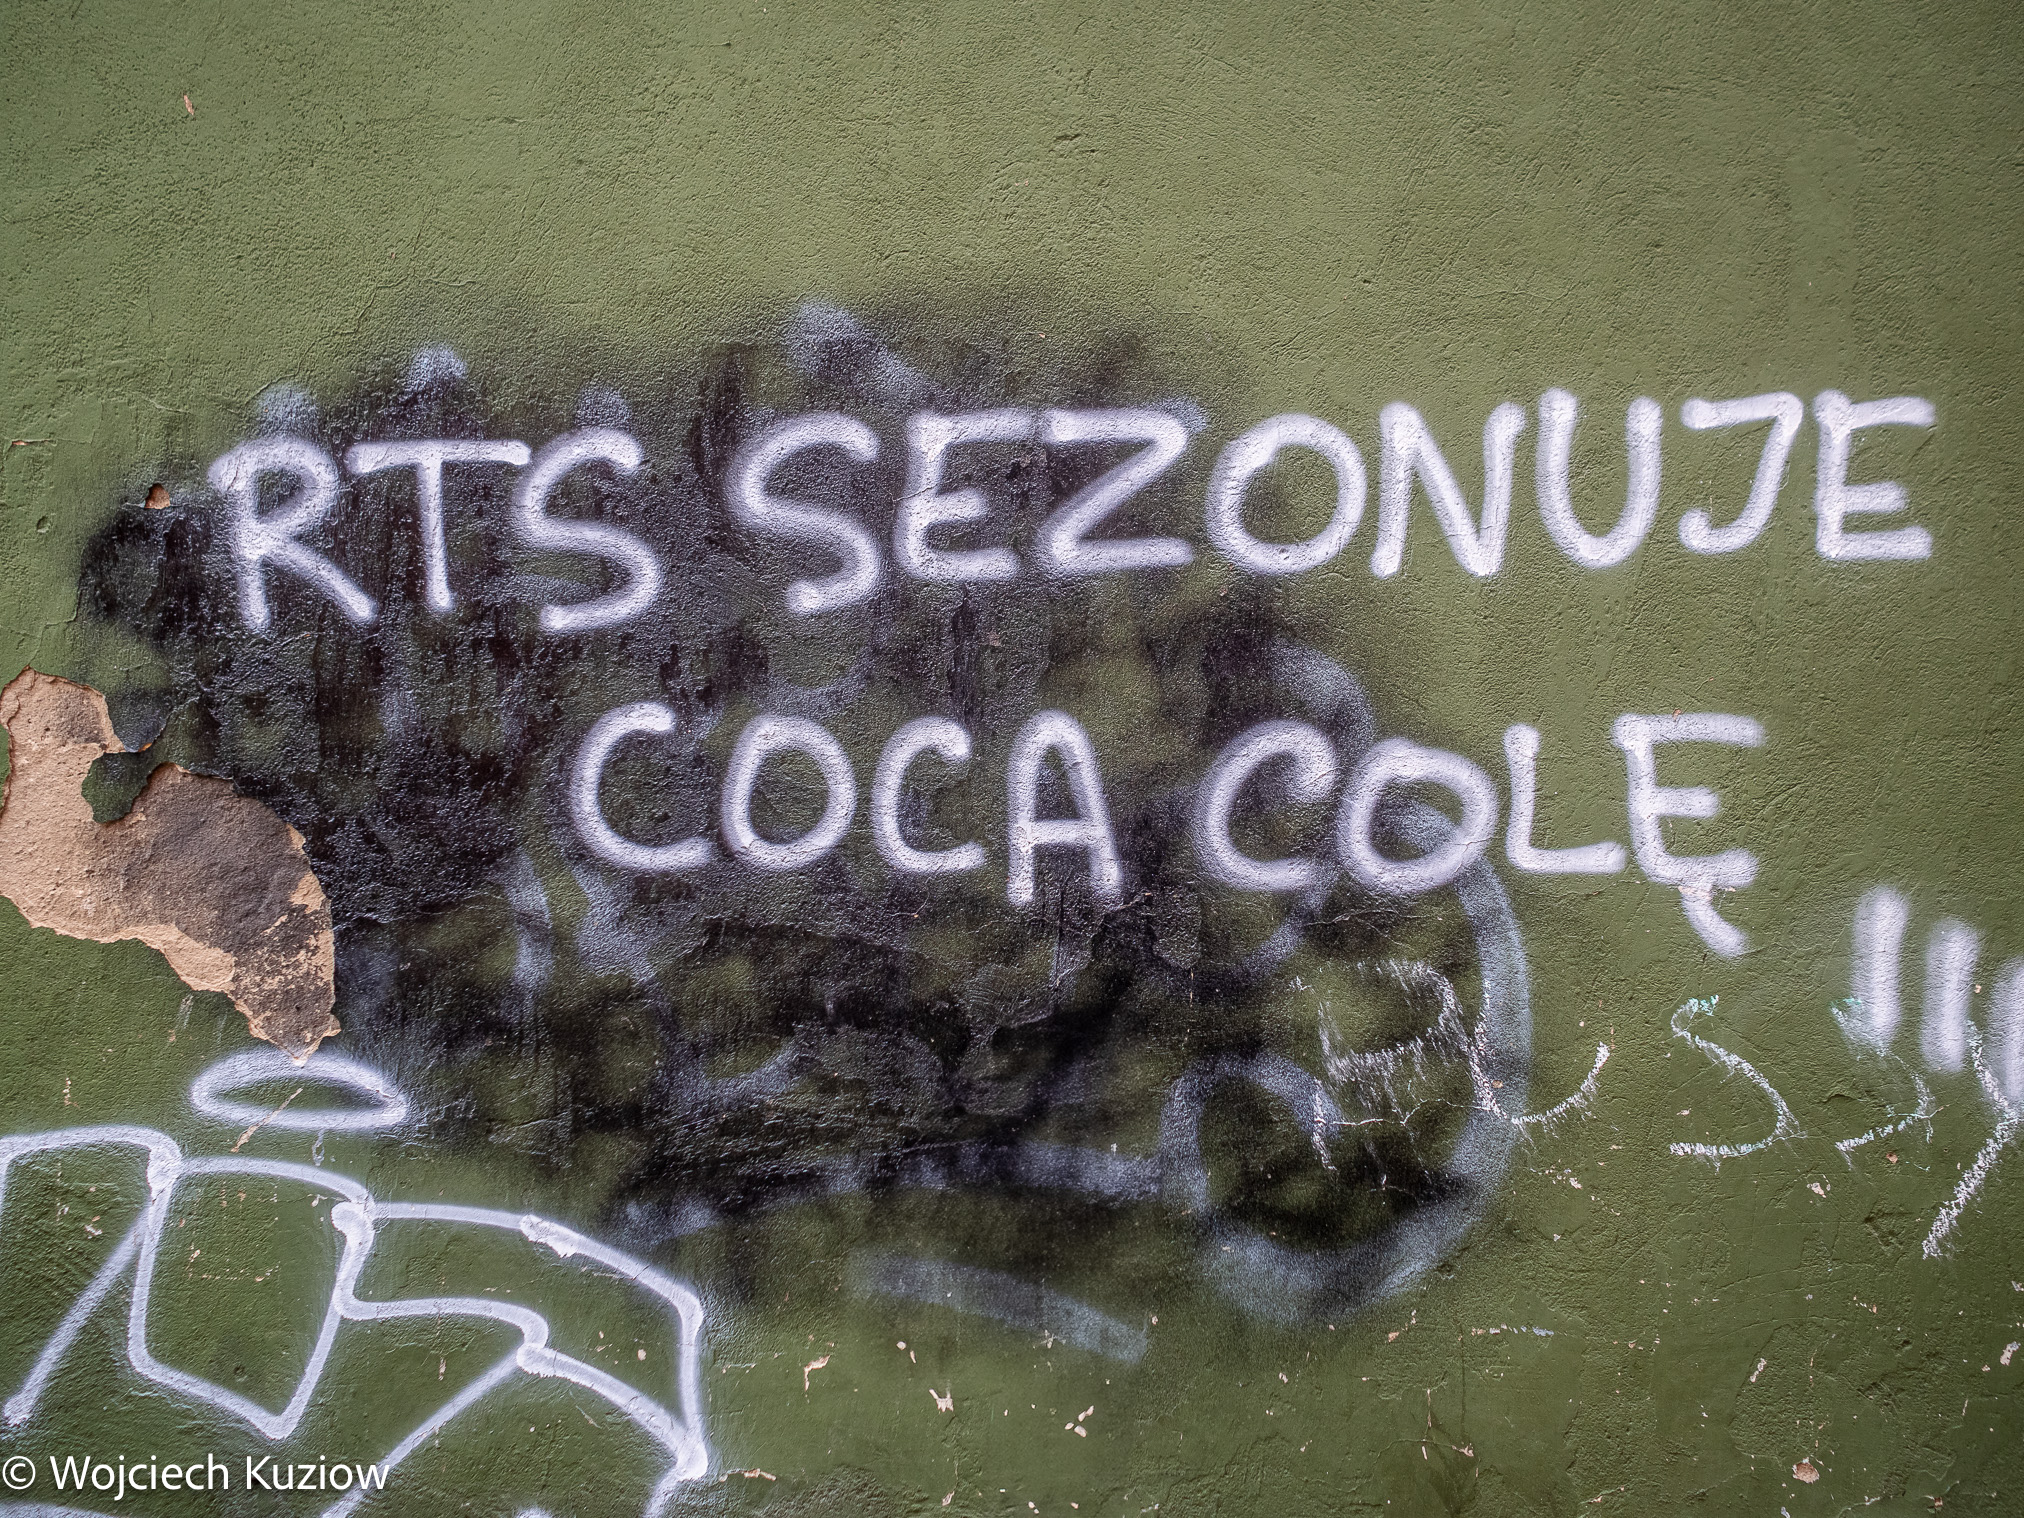 RTS SEZONUJE
COCA COLĘ
© Wojciech Kuziow